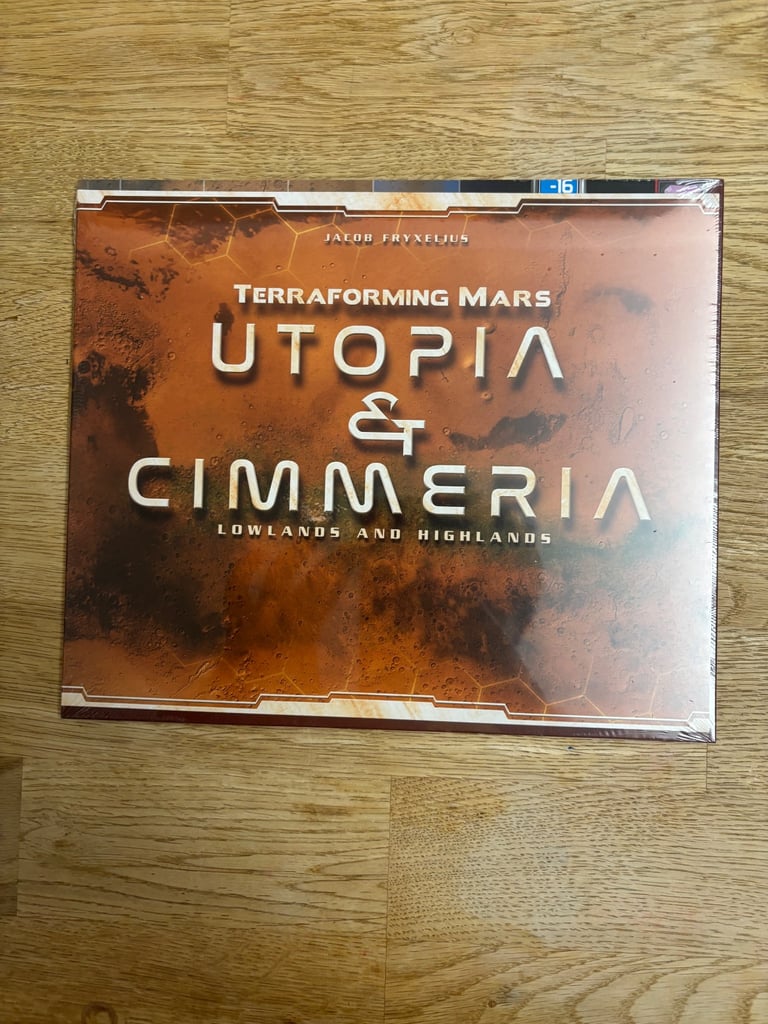 -16
JACOB FRYXELIUS
TERRAFORMING MARS
UTOPIA
&
CIMMERIA
LOWLANDS AND HIGHLANDS